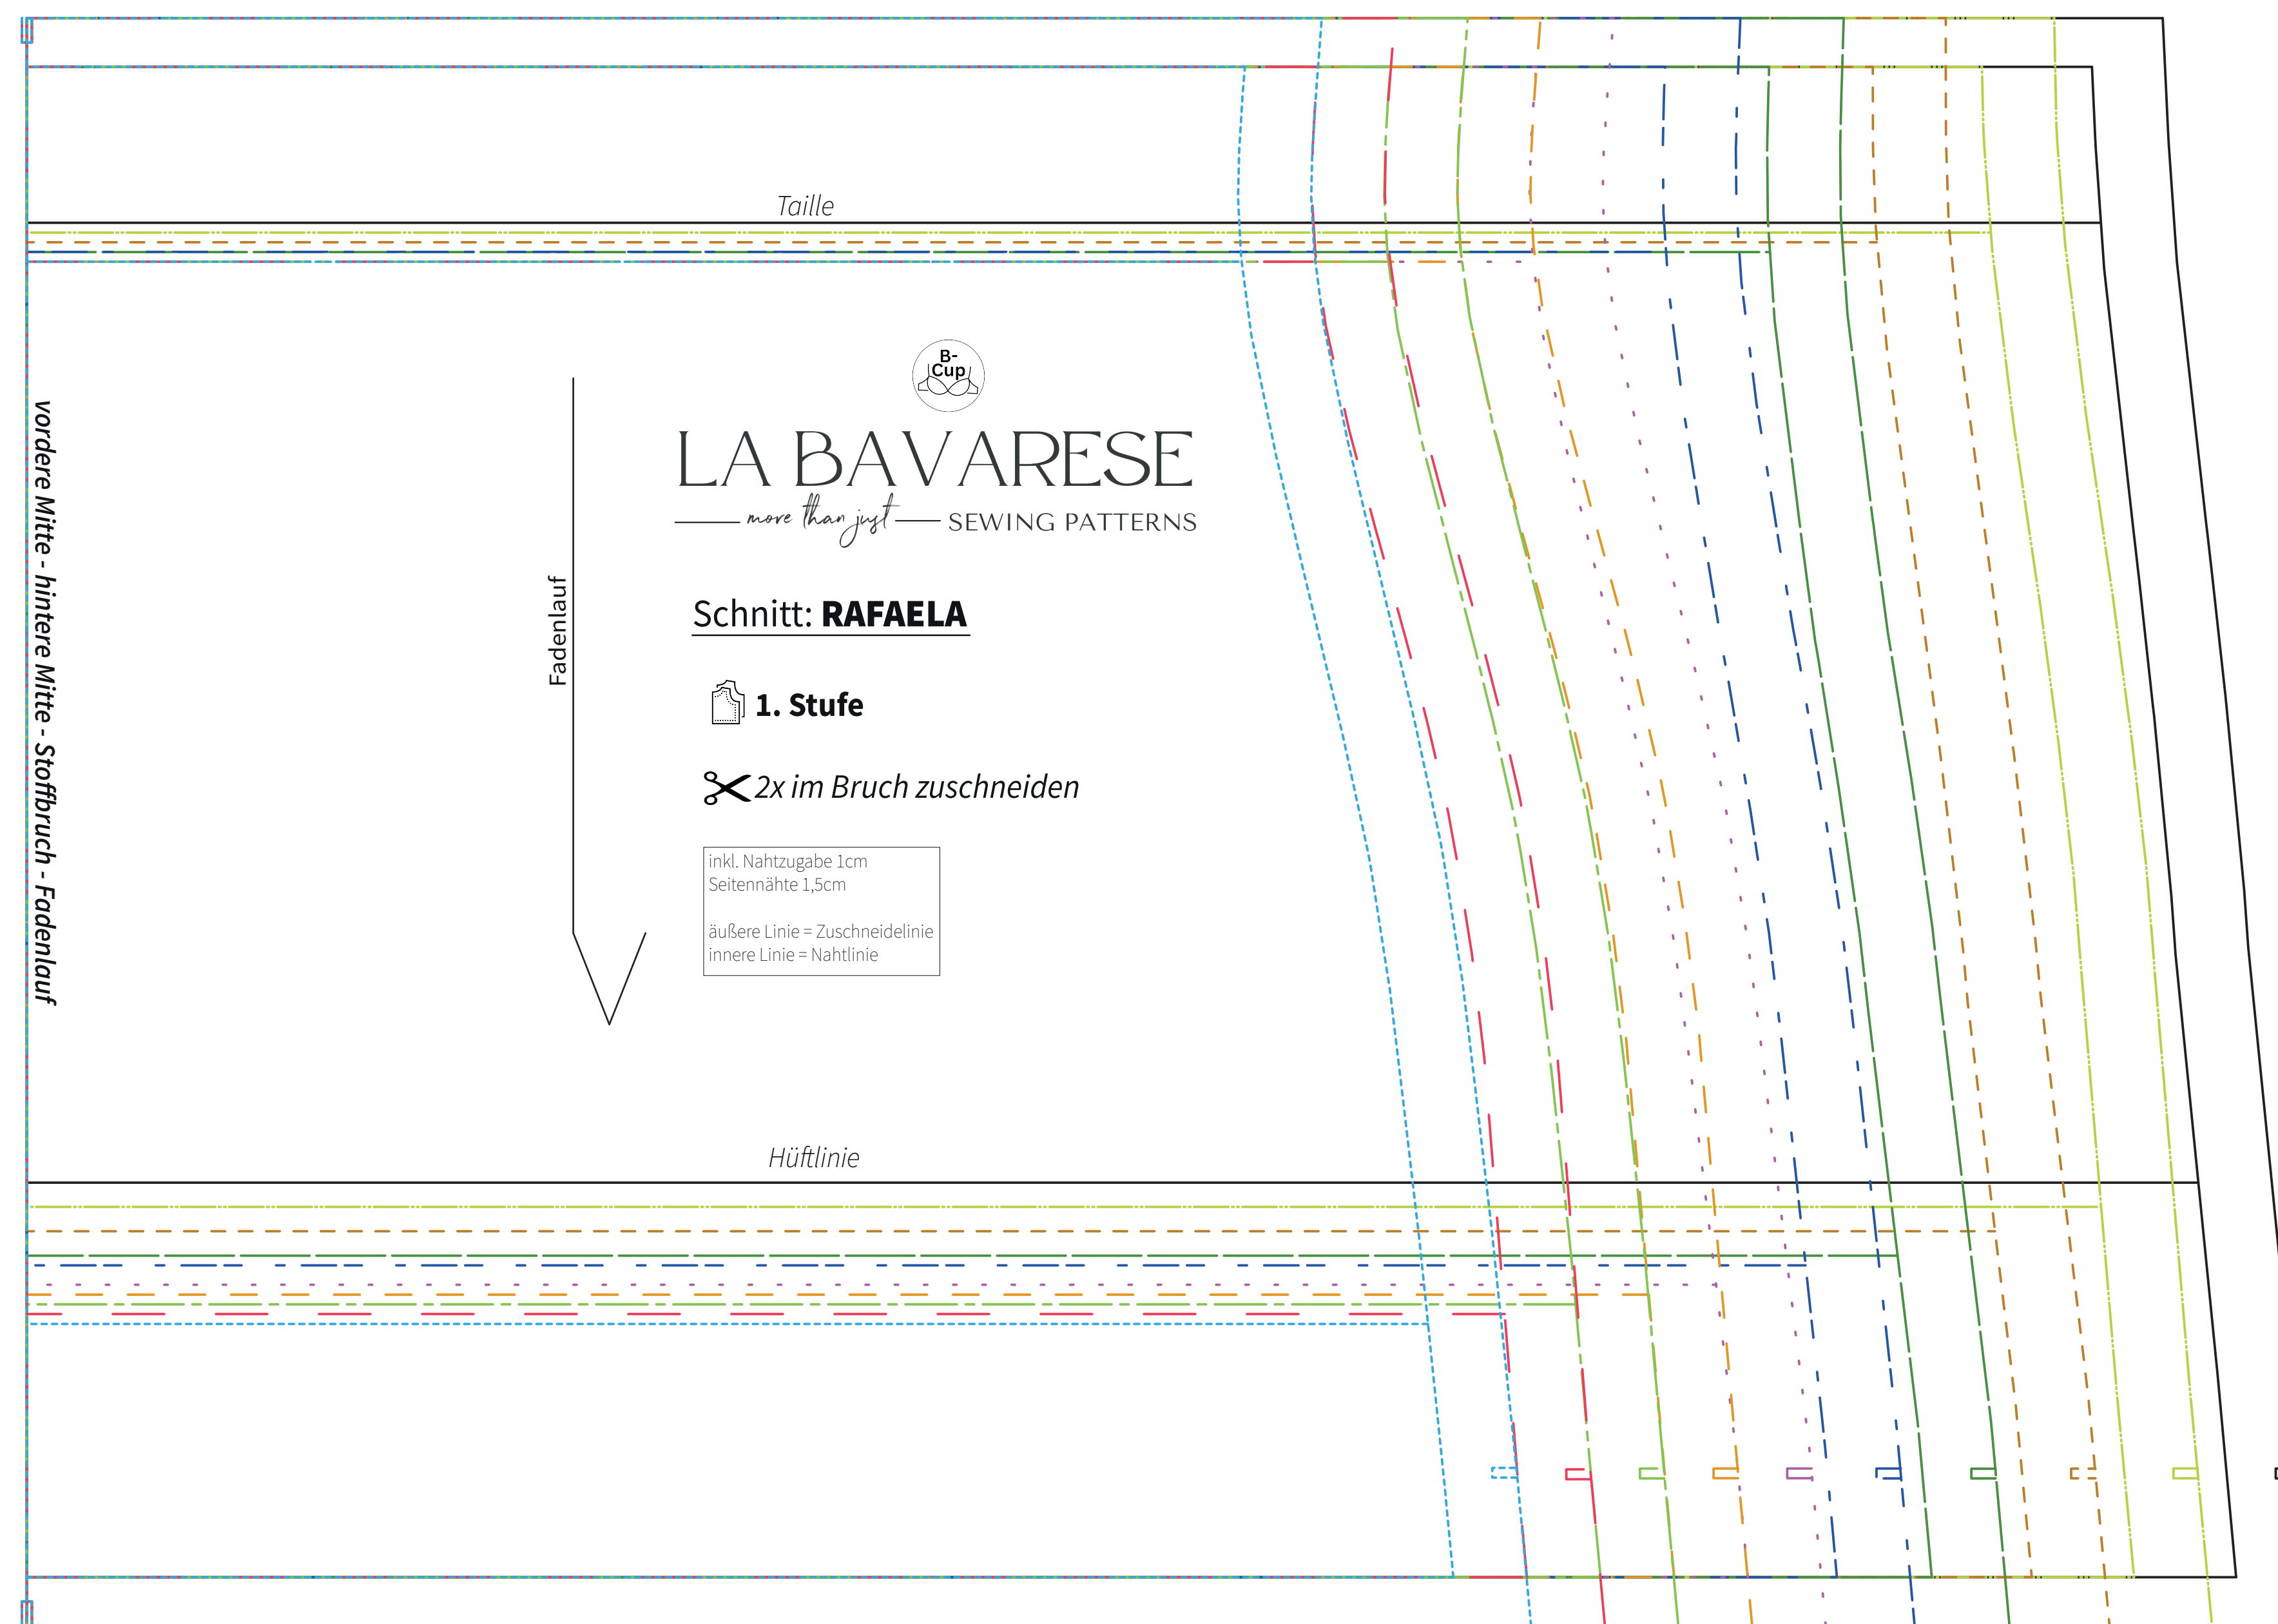 Taille
B-
Cup
LA BAVARESE
more than just SEWING PATTERNS
vordere Mitte - hintere Mitte - Stoffbruch - Fadenlauf
Fadenlauf
Schnitt: RAFAELA
1. Stufe
2x im Bruch zuschneiden
inkl. Nahtzugabe 1cm
Seitennähte 1,5cm
äußere Linie = Zuschneidelinie
innere Linie = Nahtlinie
Hüftlinie